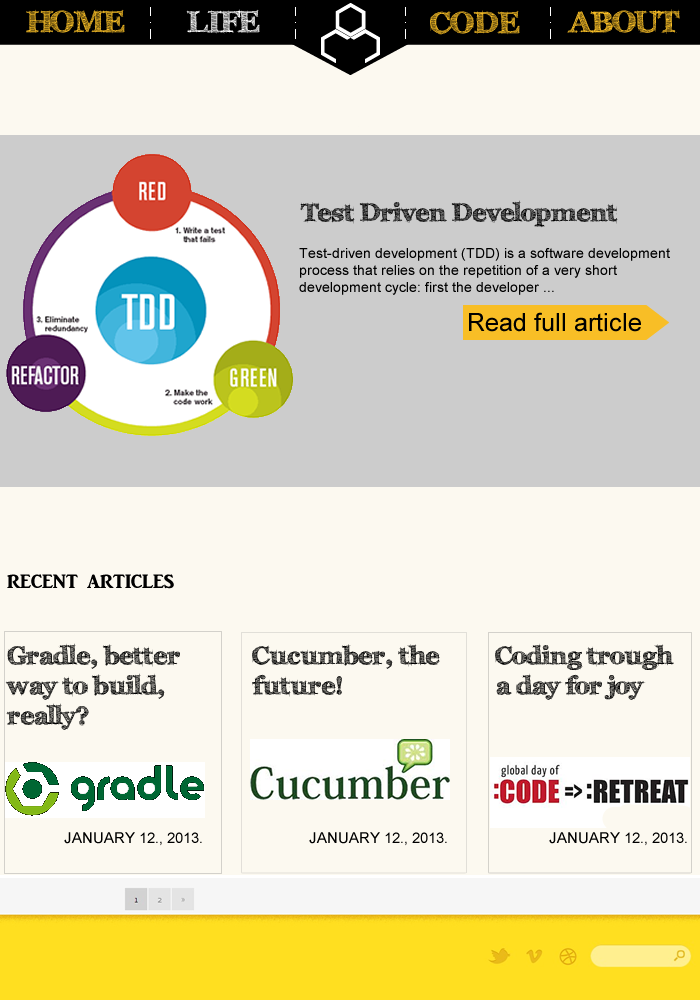 HOME LIFE CODE ABOUT
RED
1. Write a test
that fails
TDD
3. Eliminate
redundancy
REFACTOR
GREEN
2. Make the
code work
Test Driven Development
Test-driven development (TDD) is a software development
process that relies on the repetition of a very short
development cycle: first the developer ...
Read full article
RECENT ARTICLES
Gradle, better
way to build,
really?
gradle
JANUARY 12., 2013.
Cucumber, the
future!
Cucumber
JANUARY 12., 2013.
Coding trough
a day for joy
global day of
:CODE =>:RETREAT
JANUARY 12., 2013.
1 2